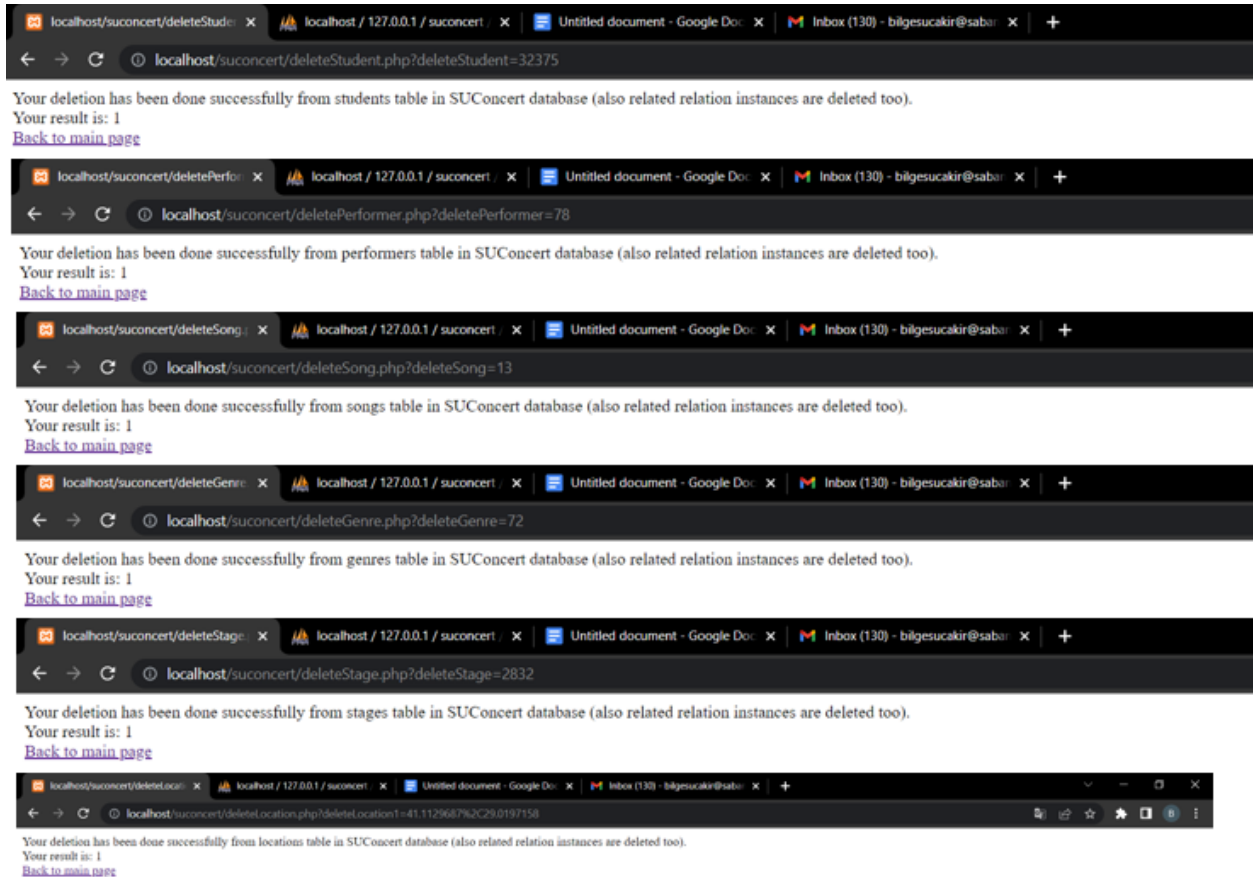 localhost/suconcert/deleteStuder localhost / 127.0.0.1 / suconcert / Untitled document - Google Doc Inbox (130) - bilgesucakir@saban
localhost/suconcert/deleteStudent.php?deleteStudent=32375
Your deletion has been done successfully from students table in SUConcert database (also related relation instances are deleted too).
Your result is: 1
Back to main page
localhost/suconcert/deletePerfor localhost / 127.0.0.1 / suconcert / Untitled document - Google Doc Inbox (130) - bilgesucakir@saban
localhost/suconcert/deletePerformer.php?deletePerformer=78
Your deletion has been done successfully from performers table in SUConcert database (also related relation instances are deleted too).
Your result is: 1
Back to main page
localhost/suconcert/deleteSong.p localhost / 127.0.0.1 / suconcert / Untitled document - Google Doc Inbox (130) - bilgesucakir@saban
localhost/suconcert/deleteSong.php?deleteSong=13
Your deletion has been done successfully from songs table in SUConcert database (also related relation instances are deleted too).
Your result is: 1
Back to main page
localhost/suconcert/deleteGenre. localhost / 127.0.0.1 / suconcert / Untitled document - Google Doc Inbox (130) - bilgesucakir@saban
localhost/suconcert/deleteGenre.php?deleteGenre=72
Your deletion has been done successfully from genres table in SUConcert database (also related relation instances are deleted too).
Your result is: 1
Back to main page
localhost/suconcert/deleteStage. localhost / 127.0.0.1 / suconcert / Untitled document - Google Doc Inbox (130) - bilgesucakir@saban
localhost/suconcert/deleteStage.php?deleteStage=2832
Your deletion has been done successfully from stages table in SUConcert database (also related relation instances are deleted too).
Your result is: 1
Back to main page
localhost/suconcert/deleteLocati localhost / 127.0.0.1 / suconcert / Untitled document - Google Doc Inbox (130) - bilgesucakir@saban
localhost/suconcert/deleteLocation.php?deleteLocation1=41.1129687%2C29.0197158 B
Your deletion has been done successfully from locations table in SUConcert database (also related relation instances are deleted too).
Your result is: 1
Back to main page